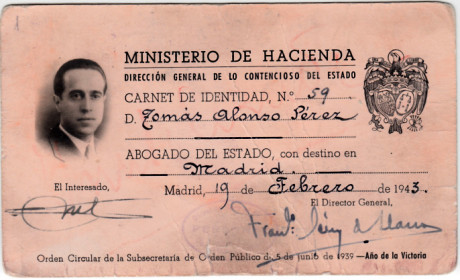 1
MINISTERIO DE HACIENDA
DIRECCIÓN GENERAL DE LO CONTENCIOSO DEL ESTADO
CARNET DE IDENTIDAD, N.º 59
D. Tomás Alonso Pérez
ABOGADO DEL ESTADO, con destino en
Madrid.
El Interesado,
Madrid, 19 de Febrero de 1943.
El Director General,
Orden Circular de la Subsecretaría de Orden Público d. 5 de junio de 1939 —Año de la Victoria